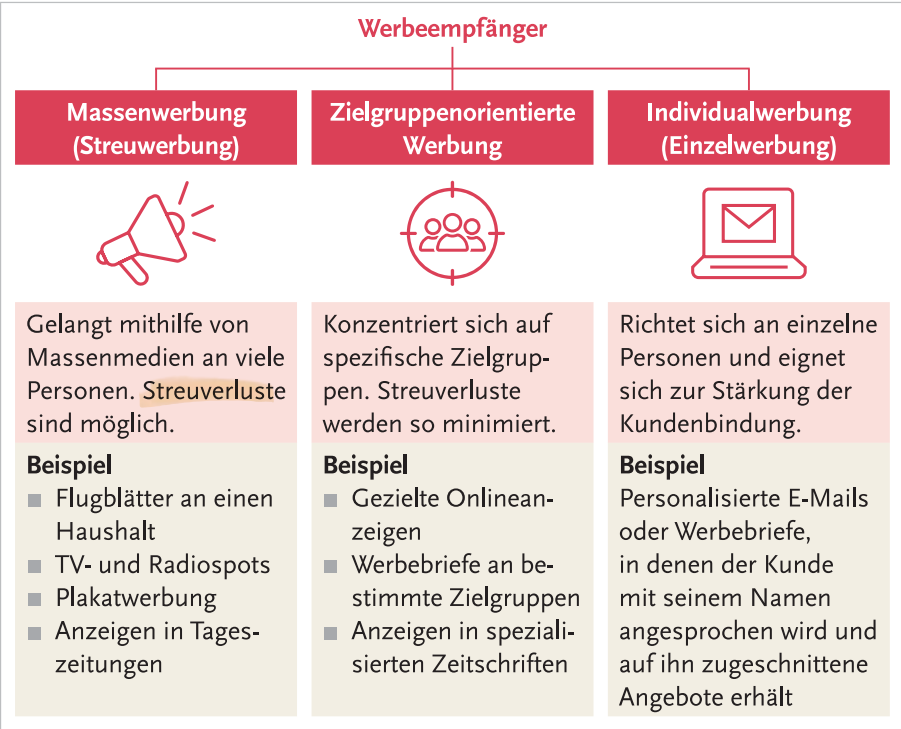 Werbeempfänger
Massenwerbung
(Streuwerbung)
Zielgruppenorientierte
Werbung
Individualwerbung
(Einzelwerbung)
Gelangt mithilfe von
Massenmedien an viele
Personen. Streuverluste
sind möglich.
Konzentriert sich auf
spezifische Zielgrup-
pen. Streuverluste
werden so minimiert.
Richtet sich an einzelne
Personen und eignet
sich zur Stärkung der
Kundenbindung.
Beispiel
Flugblätter an einen
Haushalt
TV- und Radiospots
Plakatwerbung
Anzeigen in Tages-
zeitungen
Beispiel
Gezielte Onlinean-
zeigen
Werbebriefe an be-
stimmte Zielgruppen
Anzeigen in speziali-
sierten Zeitschriften
Beispiel
Personalisierte E-Mails
oder Werbebriefe,
in denen der Kunde
mit seinem Namen
angesprochen wird und
auf ihn zugeschnittene
Angebote erhält